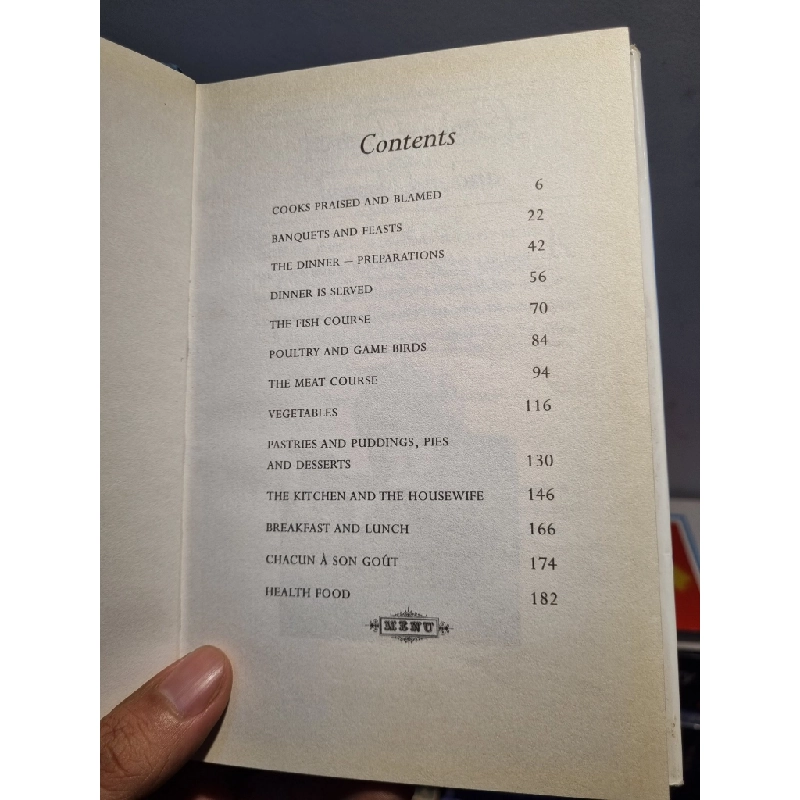 Contents
COOKS PRAISED AND BLAMED 6
BANQUETS AND FEASTS 22
THE DINNER — PREPARATIONS 42
DINNER IS SERVED 56
THE FISH COURSE 70
POULTRY AND GAME BIRDS 84
THE MEAT COURSE 94
VEGETABLES 116
PASTRIES AND PUDDINGS, PIES
AND DESSERTS 130
THE KITCHEN AND THE HOUSEWIFE 146
BREAKFAST AND LUNCH 166
CHACUN À SON GOÛT 174
HEALTH FOOD 182
MENU